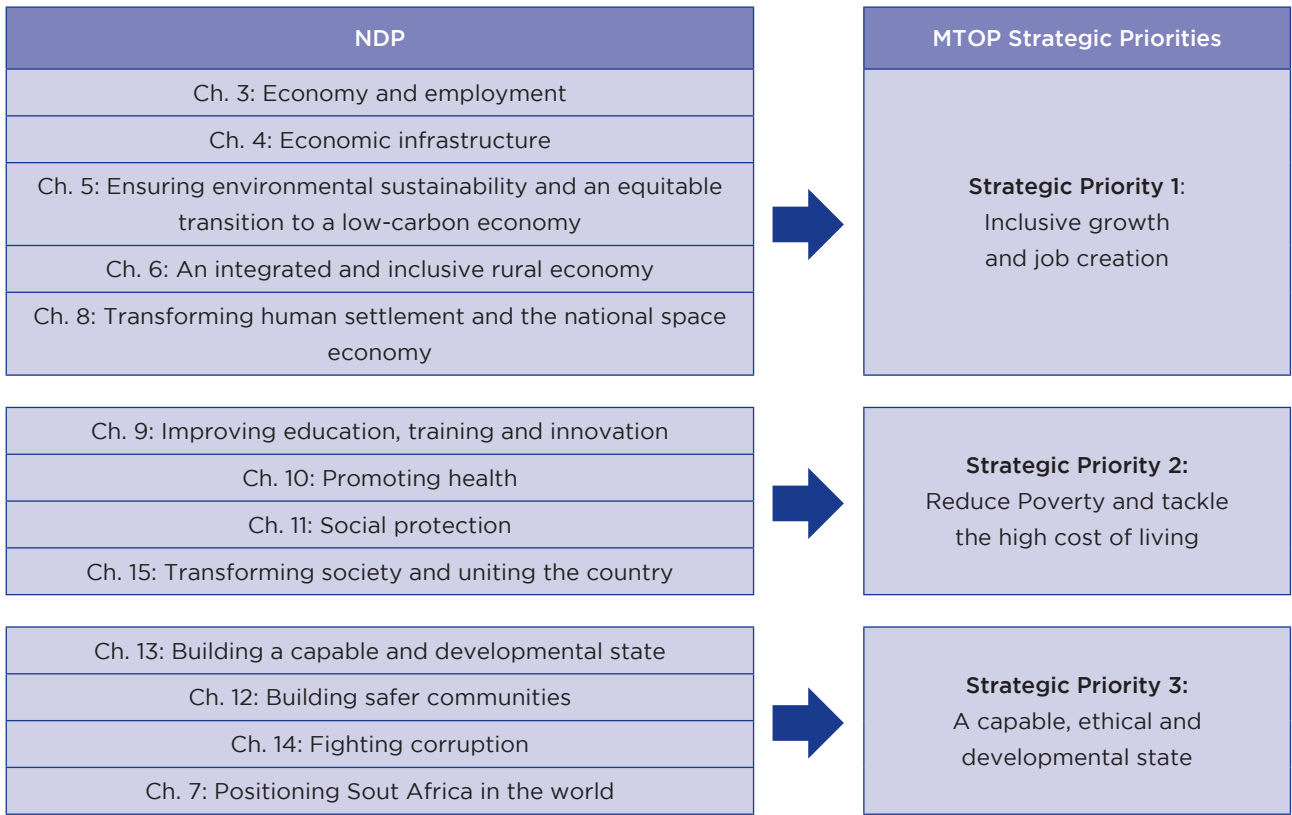 NDP
MTOP Strategic Priorities
Ch. 3: Economy and employment
Ch. 4: Economic infrastructure
Ch. 5: Ensuring environmental sustainability and an equitable
transition to a low-carbon economy
Ch. 6: An integrated and inclusive rural economy
Ch. 8: Transforming human settlement and the national space
economy
Strategic Priority 1:
Inclusive growth
and job creation
Ch. 9: Improving education, training and innovation
Ch. 10: Promoting health
Ch. 11: Social protection
Ch. 15: Transforming society and uniting the country
Strategic Priority 2:
Reduce Poverty and tackle
the high cost of living
Ch. 13: Building a capable and developmental state
Ch. 12: Building safer communities
Ch. 14: Fighting corruption
Ch. 7: Positioning Sout Africa in the world
Strategic Priority 3:
A capable, ethical and
developmental state